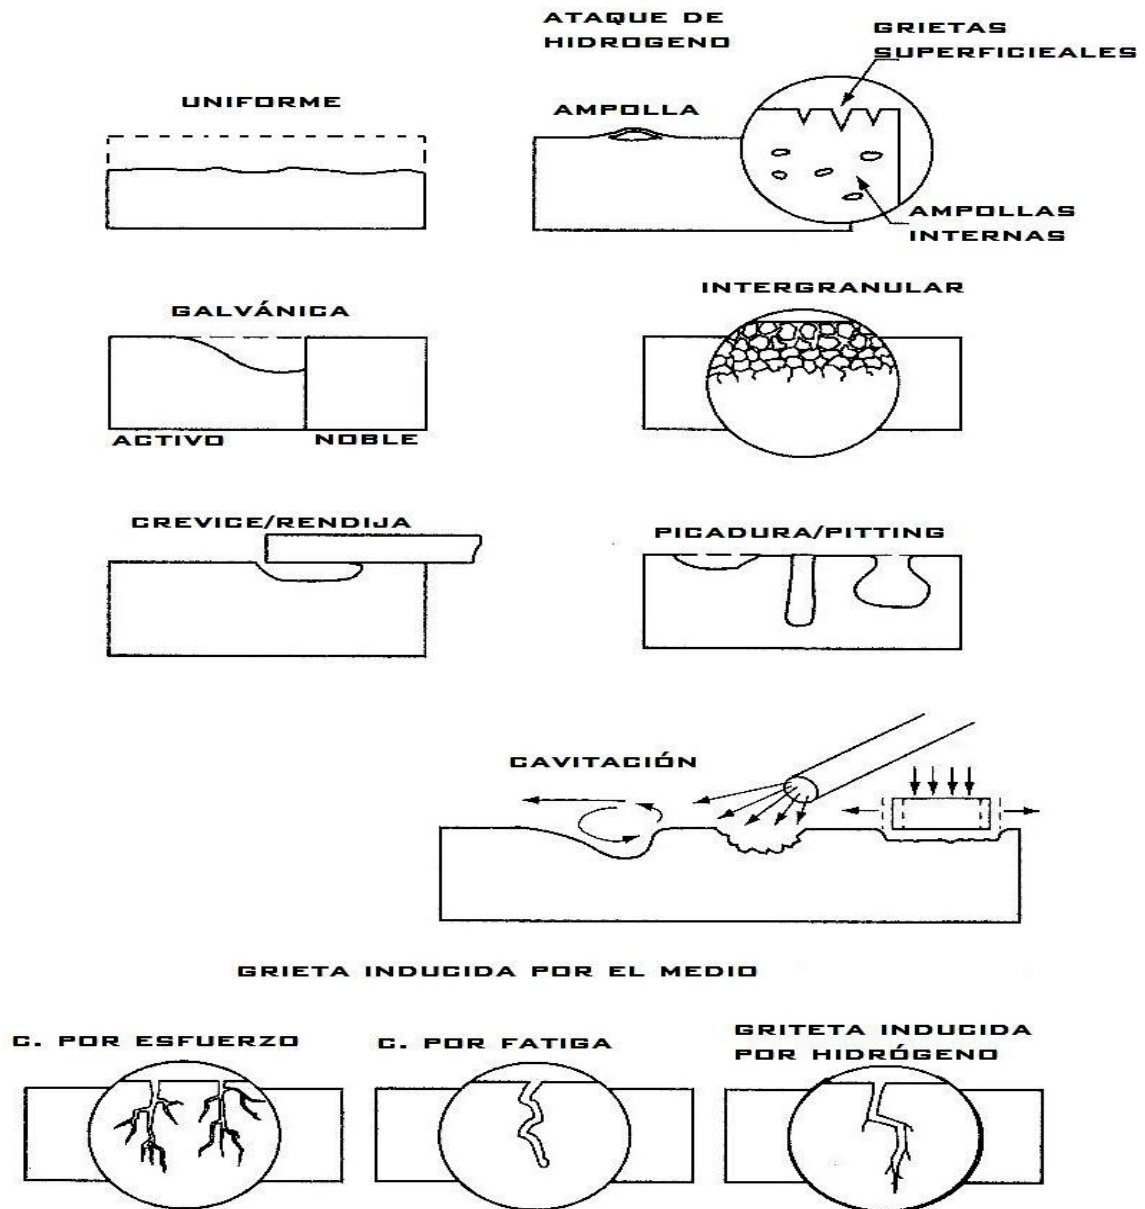 ATAQUE DE
HIDROGENO
GRIETAS
SUPERFICIEALES
UNIFORME
AMPOLLA
AMPOLLAS
INTERNAS
GALVÁNICA
ACTIVO
NOBLE
INTERGRANULAR
CREVICE/RENDIJA
PICADURA/PITTING
CAVITACIÓN
GRIETA INDUCIDA POR EL MEDIO
C. POR ESFUERZO
C. POR FATIGA
GRITETA INDUCIDA
POR HIDRÓGENO